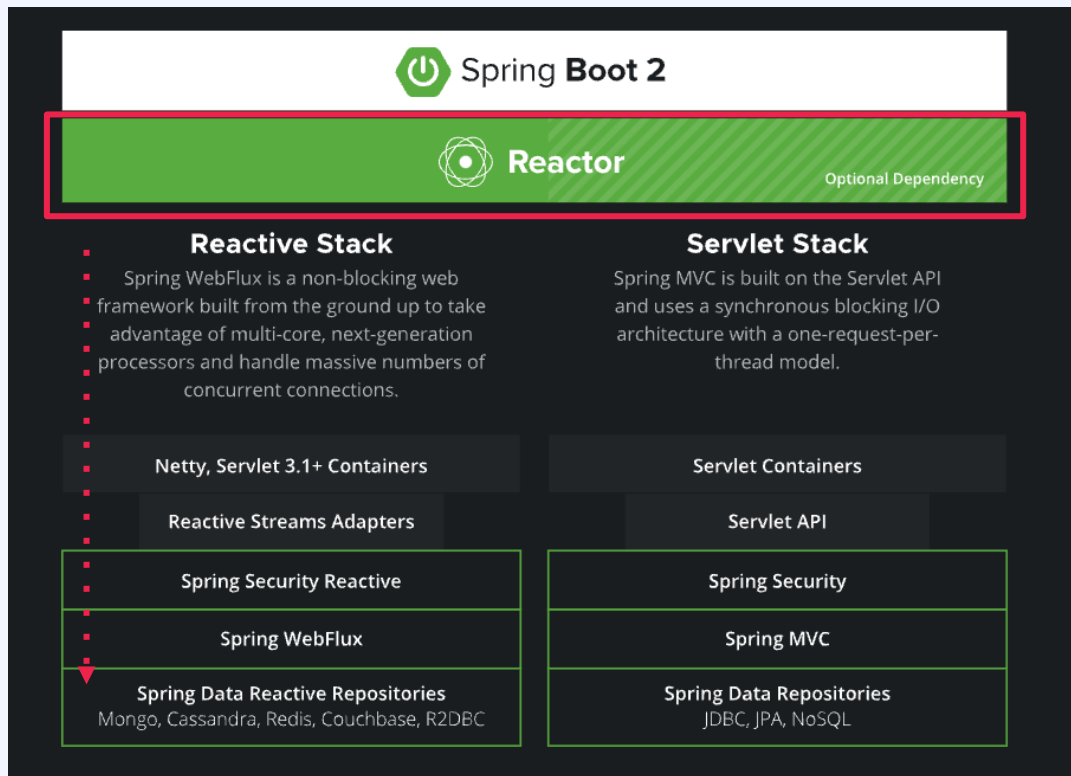 Spring Boot 2
Reactor
Optional Dependency
Reactive Stack
Spring WebFlux is a non-blocking web
framework built from the ground up to take
advantage of multi-core, next-generation
processors and handle massive numbers of
concurrent connections.
Netty, Servlet 3.1+ Containers
Reactive Streams Adapters
Spring Security Reactive
Spring WebFlux
Spring Data Reactive Repositories
Mongo, Cassandra, Redis, Couchbase, R2DBC
Servlet Stack
Spring MVC is built on the Servlet API
and uses a synchronous blocking I/O
architecture with a one-request-per-
thread model.
Servlet Containers
Servlet API
Spring Security
Spring MVC
Spring Data Repositories
JDBC, JPA, NoSQL